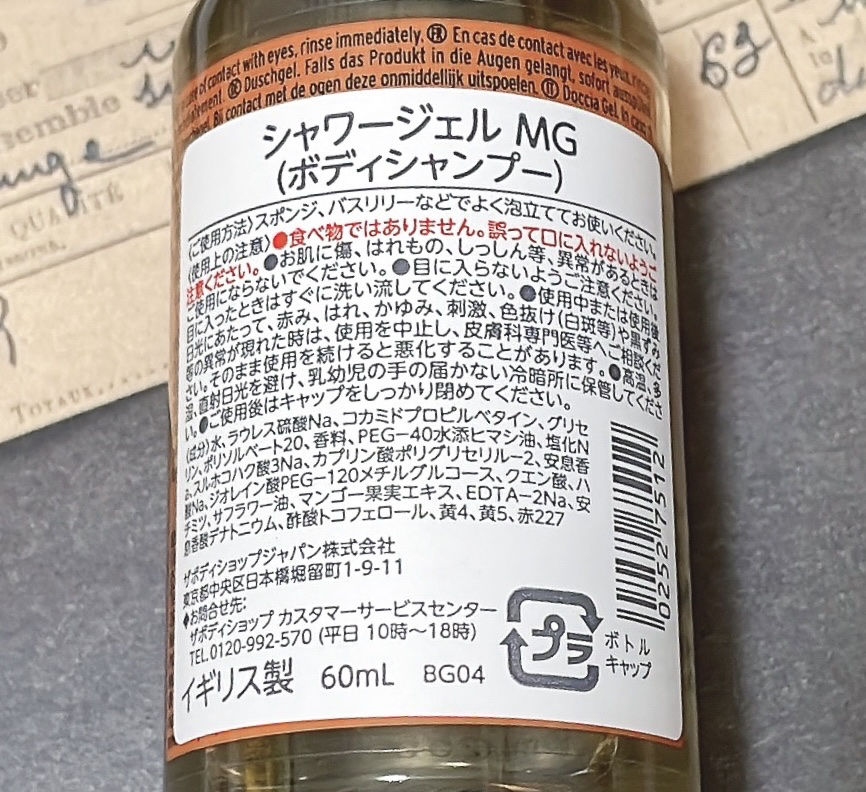 of contact with eyes, rinse immediately. FR En cas de contact avec les yeux, rincer
DE Duschgel. Falls das Produkt in die Augen gelangt, sofort ausspülen
Bij contact met de ogen deze onmiddellijk uitspoelen. IT Doccia Gel. In caso
シャワージェル MG
(ボディシャンプー)
〈ご使用方法〉スポンジ、バスリリーなどでよく泡立ててお使いください。
〈使用上の注意〉●食べ物ではありません。誤って口に入れないようご
注意ください。●お肌に傷、はれもの、しっしん等、異常があるときは
ご使用にならないでください。●目に入らないようご注意ください。
目に入ったときはすぐに洗い流してください。●使用中または使用後
日光にあたって、赤み、はれ、かゆみ、刺激、色抜け(白斑等)や黒ずみ
等の異常が現れた時は、使用を中止し、皮膚科専門医等へご相談くだ
さい。そのまま使用を続けると悪化することがあります。●高温、多
湿、直射日光を避け、乳幼児の手の届かない冷暗所に保管してくださ
い。●ご使用後はキャップをしっかり閉めてください。
〈成分〉水、ラウレス硫酸Na、コカミドプロピルベタイン、グリセ
リン、ポリソルベート20、香料、PEG-40水添ヒマシ油、塩化N
a、スルホコハク酸3Na、カプリン酸ポリグリセリル-2、安息香
酸Na、ジオレイン酸PEG-120メチルグルコース、クエン酸、ハ
チミツ、サフラワー油、マンゴー果実エキス、EDTA-2Na、安
息香酸デナトニウム、酢酸トコフェロール、黄4、黄5、赤227
ザボディショップジャパン株式会社
東京都中央区日本橋堀留町1-9-11
◆お問合せ先:
ザボディショップ カスタマーサービスセンター
TEL.0120-992-570 (平日 10時~18時)
イギリス製 60mL BG04
プラ
ボトル
キャップ
02527512
QUALITÉ
TOTAUX
63